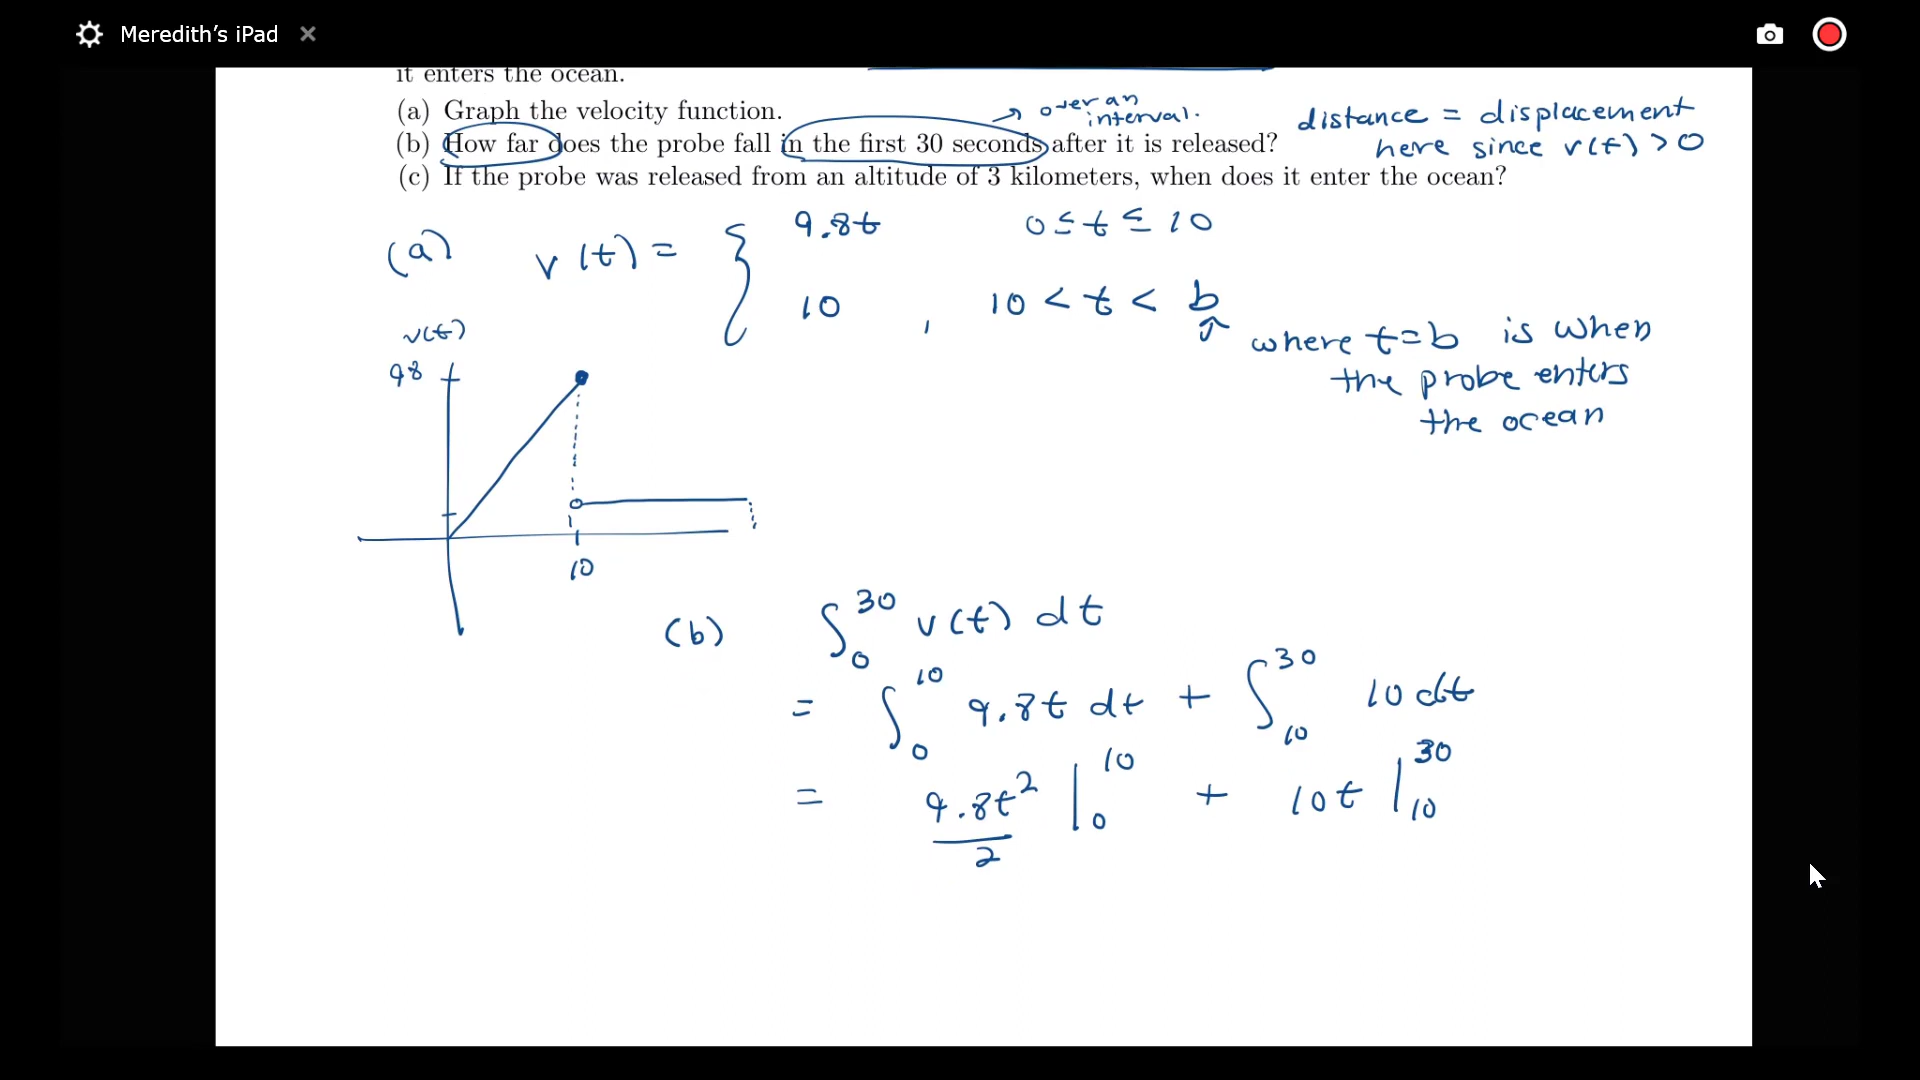 Meredith's iPad
it enters the ocean.
(a) Graph the velocity function.
→ over an interval.
(b) How far does the probe fall in the first 30 seconds after it is released?
distance = displacement
here since v(t) > 0
(c) If the probe was released from an altitude of 3 kilometers, when does it enter the ocean?
(a) v(t) = { 9.8t 0 ≤ t ≤ 10
10 , 10 < t < b
where t=b is when
the probe enters
the ocean
v(t)
98
10
(b) ∫₀³⁰ v(t) dt
= ∫₀¹⁰ 9.8t dt + ∫₁₀³⁰ 10 dt
= 9.8t²/2 |₀¹⁰ + 10t |₁₀³⁰